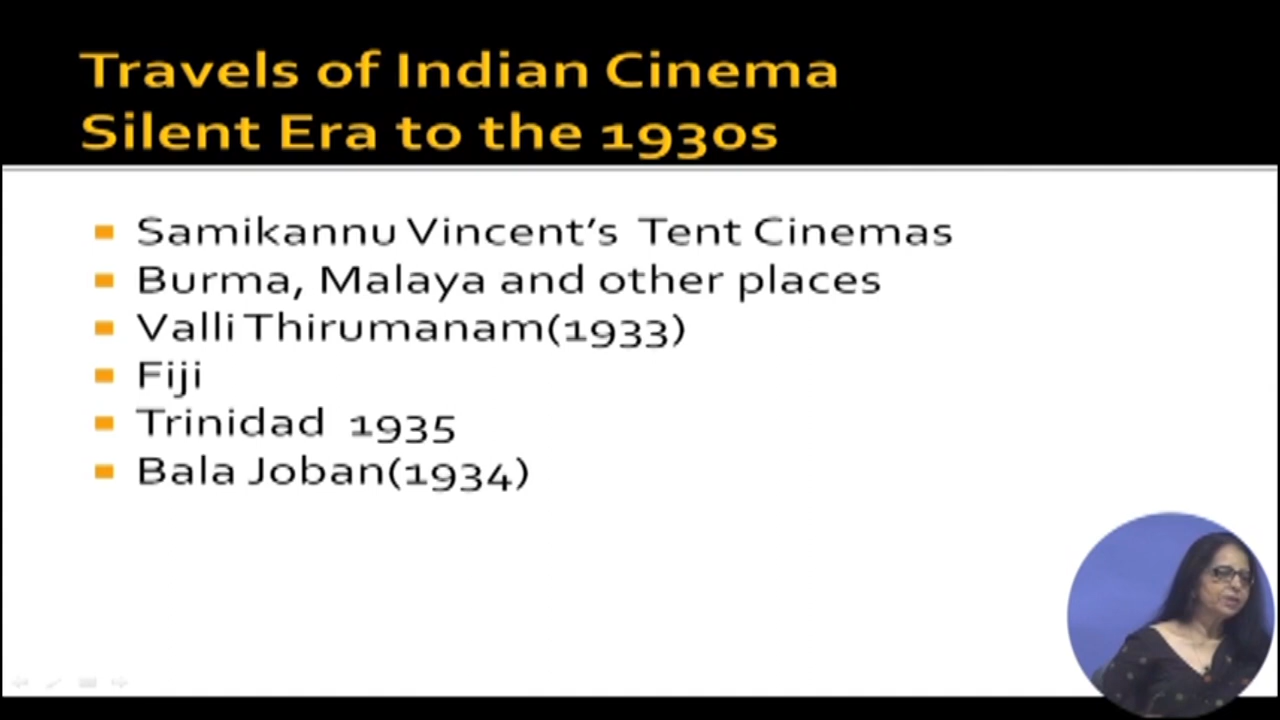 Travels of Indian Cinema
Silent Era to the 1930s
Samikannu Vincent's Tent Cinemas
Burma, Malaya and other places
Valli Thirumanam(1933)
Fiji
Trinidad 1935
Bala Joban(1934)